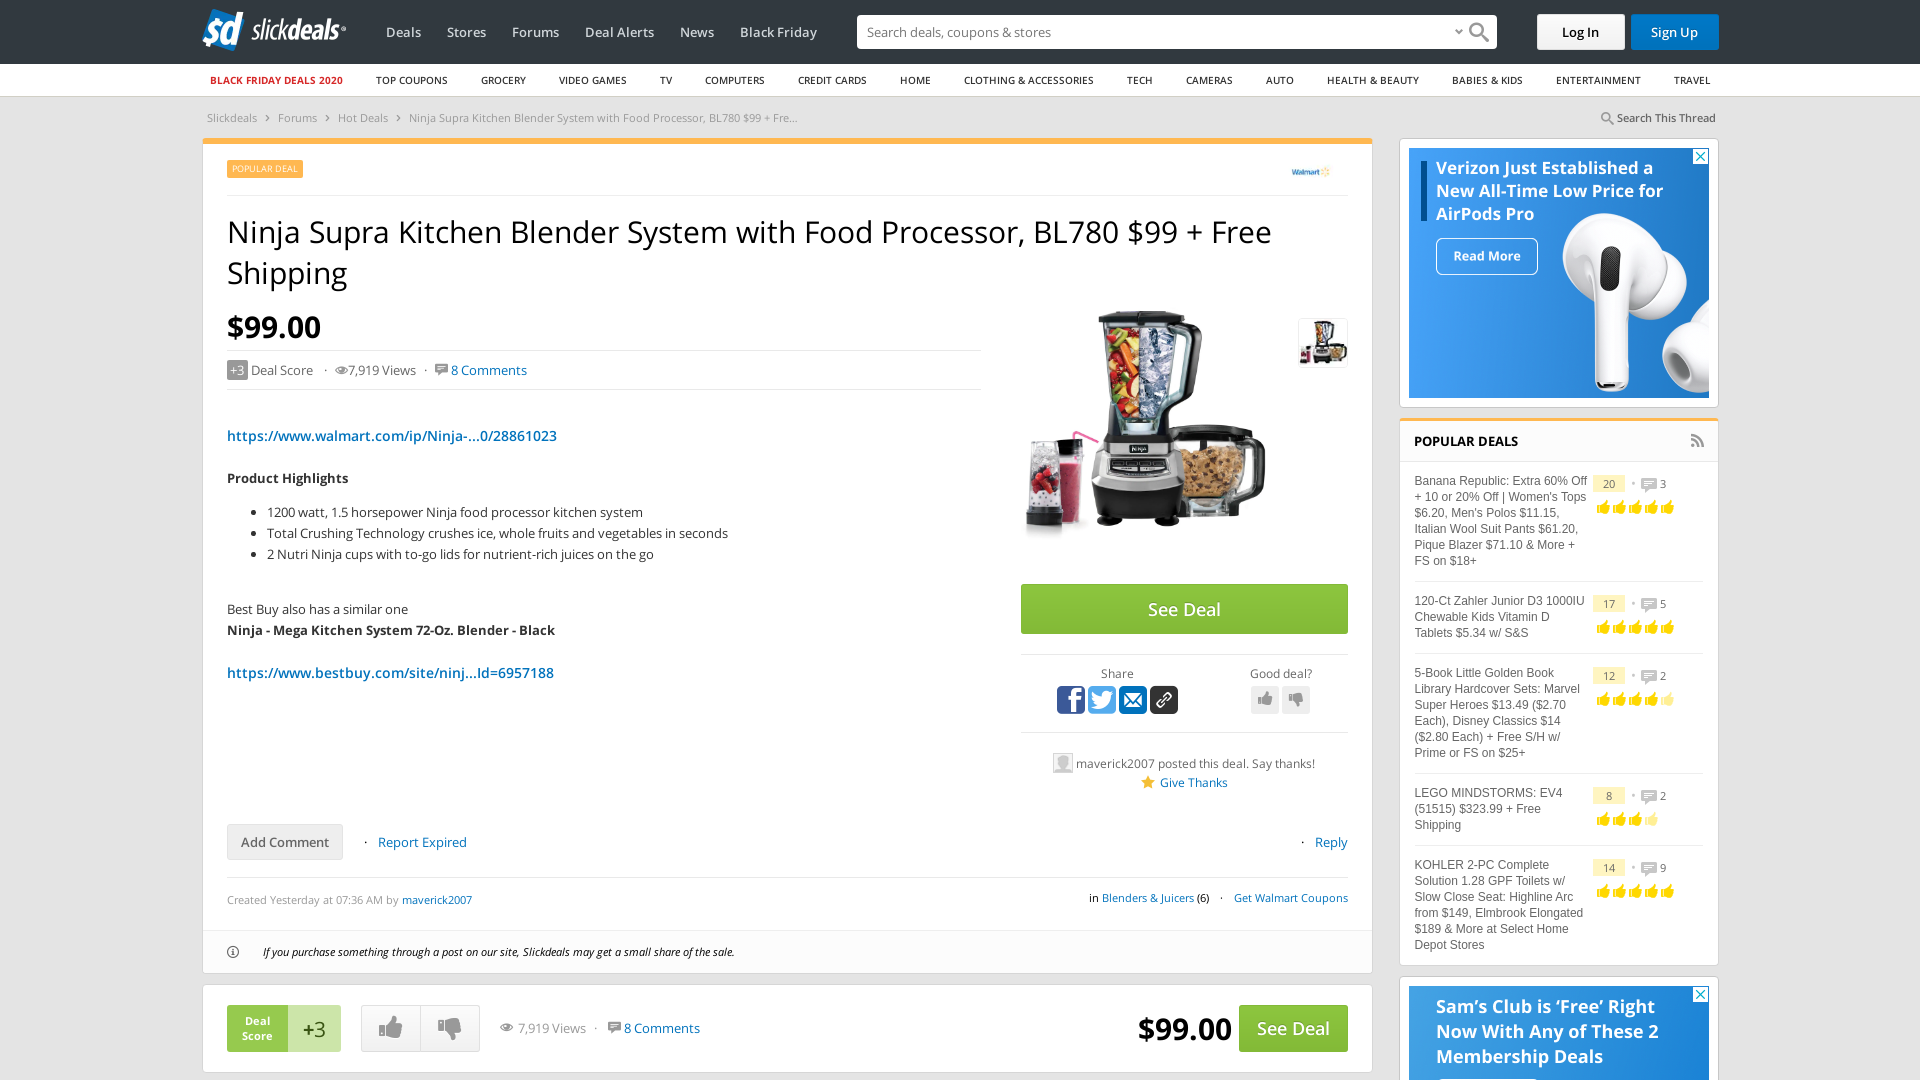 sd slickdeals
Deals
Stores
Forums
Deal Alerts
News
Black Friday
Search deals, coupons & stores
Log In
Sign Up
BLACK FRIDAY DEALS 2020
TOP COUPONS
GROCERY
VIDEO GAMES
TV
COMPUTERS
CREDIT CARDS
HOME
CLOTHING & ACCESSORIES
TECH
CAMERAS
AUTO
HEALTH & BEAUTY
BABIES & KIDS
ENTERTAINMENT
TRAVEL
Slickdeals › Forums › Hot Deals › Ninja Supra Kitchen Blender System with Food Processor, BL780 $99 + Fre...
Search This Thread
POPULAR DEAL
Walmart
Ninja Supra Kitchen Blender System with Food Processor, BL780 $99 + Free
Shipping
$99.00
+3 Deal Score · 7,919 Views · 8 Comments
https://www.walmart.com/ip/Ninja-...0/28861023
Product Highlights
• 1200 watt, 1.5 horsepower Ninja food processor kitchen system
• Total Crushing Technology crushes ice, whole fruits and vegetables in seconds
• 2 Nutri Ninja cups with to-go lids for nutrient-rich juices on the go
Best Buy also has a similar one
Ninja - Mega Kitchen System 72-Oz. Blender - Black
https://www.bestbuy.com/site/ninj...Id=6957188
NINJA
See Deal
Share
Good deal?
maverick2007 posted this deal. Say thanks!
Give Thanks
Add Comment
· Report Expired
· Reply
Created Yesterday at 07:36 AM by maverick2007
in Blenders & Juicers (6) · Get Walmart Coupons
If you purchase something through a post on our site, Slickdeals may get a small share of the sale.
Deal
Score
+3
7,919 Views · 8 Comments
$99.00
See Deal
Verizon Just Established a
New All-Time Low Price for
AirPods Pro
Read More
POPULAR DEALS
Banana Republic: Extra 60% Off
+ 10 or 20% Off | Women's Tops
$6.20, Men's Polos $11.15,
Italian Wool Suit Pants $61.20,
Pique Blazer $71.10 & More +
FS on $18+
20 • 3
120-Ct Zahler Junior D3 1000IU
Chewable Kids Vitamin D
Tablets $5.34 w/ S&S
17 • 5
5-Book Little Golden Book
Library Hardcover Sets: Marvel
Super Heroes $13.49 ($2.70
Each), Disney Classics $14
($2.80 Each) + Free S/H w/
Prime or FS on $25+
12 • 2
LEGO MINDSTORMS: EV4
(51515) $323.99 + Free
Shipping
8 • 2
KOHLER 2-PC Complete
Solution 1.28 GPF Toilets w/
Slow Close Seat: Highline Arc
from $149, Elmbrook Elongated
$189 & More at Select Home
Depot Stores
14 • 9
Sam's Club is ‘Free’ Right
Now With Any of These 2
Membership Deals